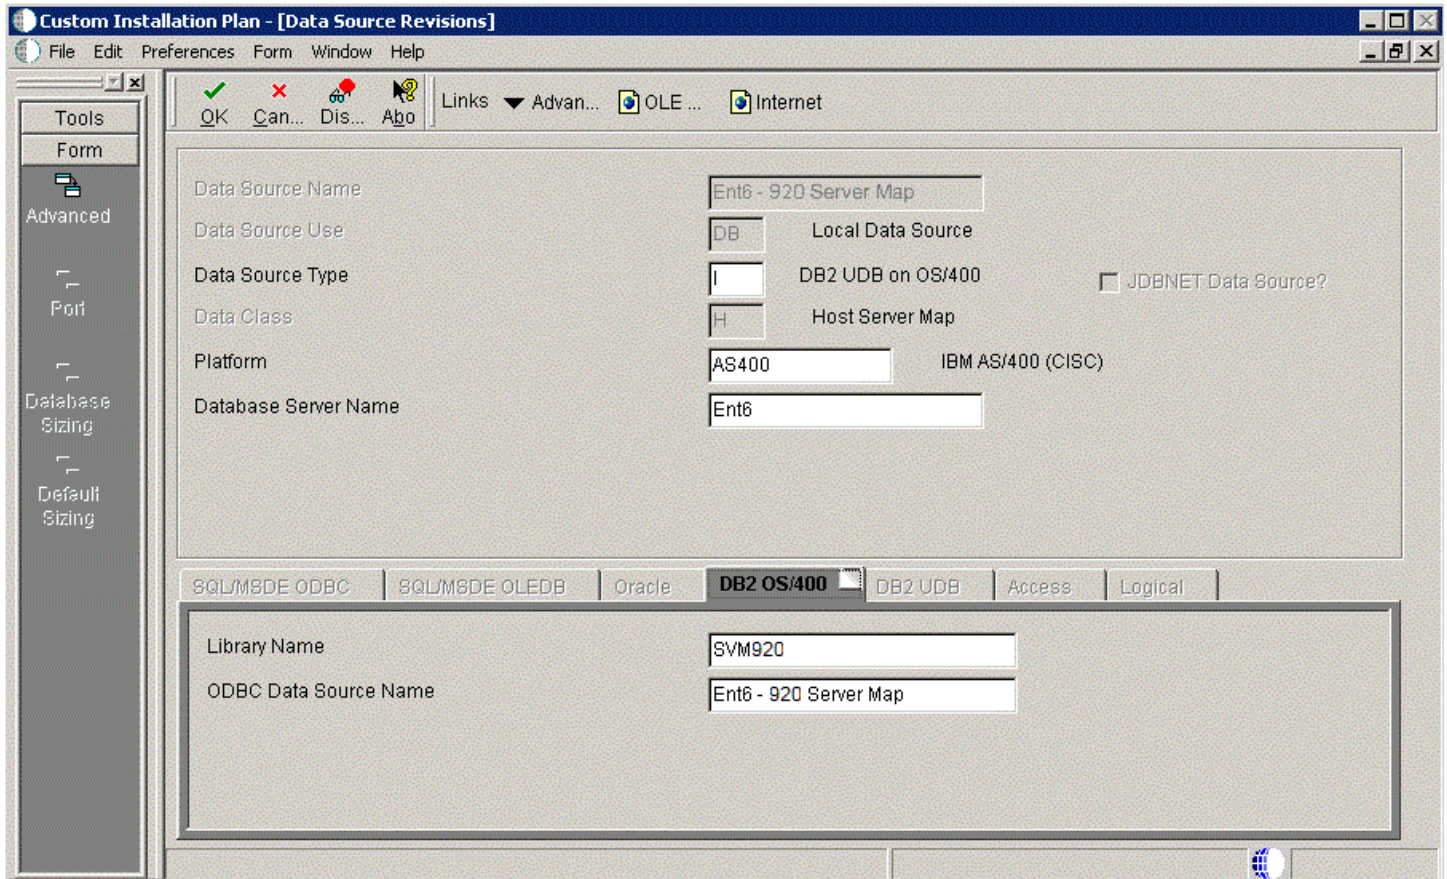 Custom Installation Plan - [Data Source Revisions]
File Edit Preferences Form Window Help
Tools
Form
Advanced
Port
Database
Sizing
Default
Sizing
OK Can... Dis... Abo Links Advan... OLE ... Internet
Data Source Name Ent6 - 920 Server Map
Data Source Use DB Local Data Source
Data Source Type I DB2 UDB on OS/400 JDBNET Data Source?
Data Class H Host Server Map
Platform AS400 IBM AS/400 (CISC)
Database Server Name Ent6
SQL/MSDE ODBC SQL/MSDE OLEDB Oracle DB2 OS/400 DB2 UDB Access Logical
Library Name SVM920
ODBC Data Source Name Ent6 - 920 Server Map